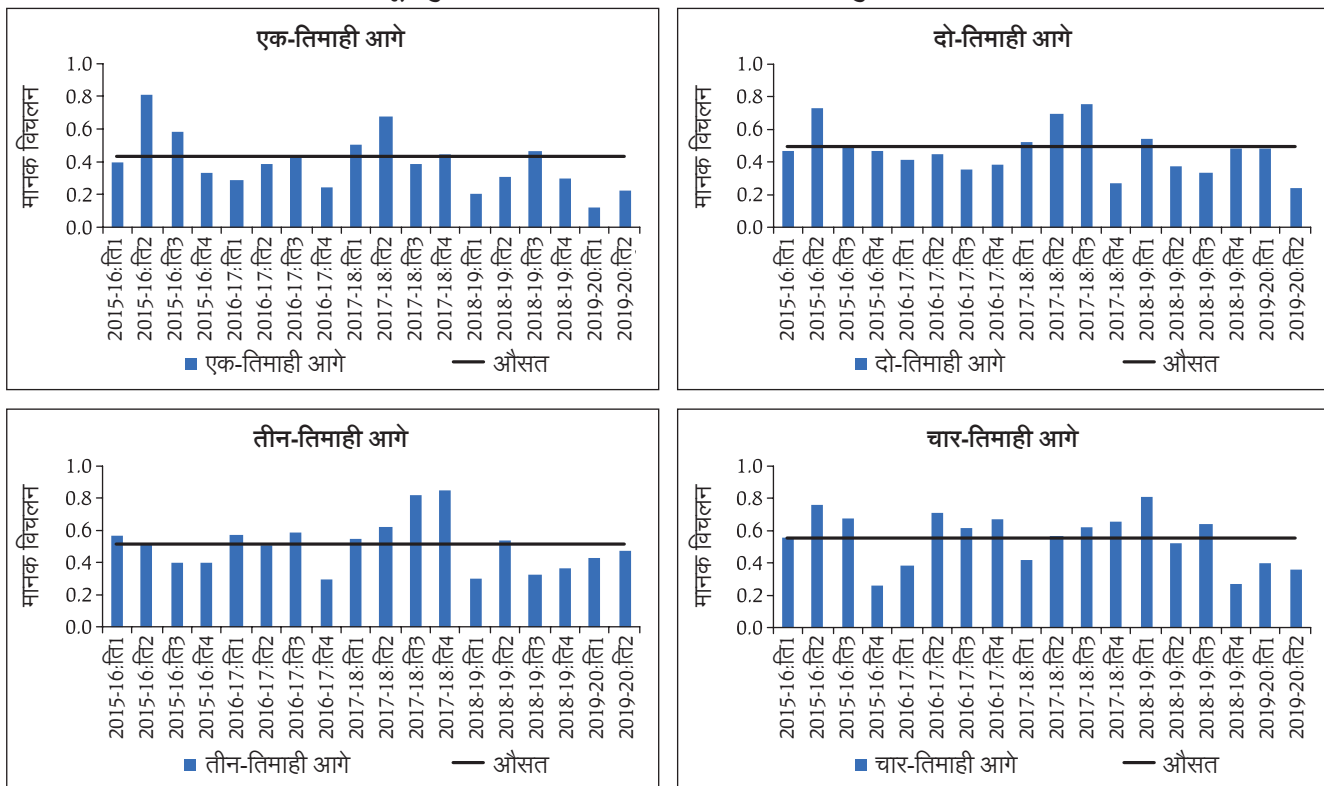 एक-तिमाही आगे
मानक विचलन
1.0
0.8
0.6
0.4
0.2
0.0
2015-16:ति1
2015-16:ति2
2015-16:ति3
2015-16:ति4
2016-17:ति1
2016-17:ति2
2016-17:ति3
2016-17:ति4
2017-18:ति1
2017-18:ति2
2017-18:ति3
2017-18:ति4
2018-19:ति1
2018-19:ति2
2018-19:ति3
2018-19:ति4
2019-20:ति1
2019-20:ति2
एक-तिमाही आगे औसत
दो-तिमाही आगे
मानक विचलन
1.0
0.8
0.6
0.4
0.2
0.0
2015-16:ति1
2015-16:ति2
2015-16:ति3
2015-16:ति4
2016-17:ति1
2016-17:ति2
2016-17:ति3
2016-17:ति4
2017-18:ति1
2017-18:ति2
2017-18:ति3
2017-18:ति4
2018-19:ति1
2018-19:ति2
2018-19:ति3
2018-19:ति4
2019-20:ति1
2019-20:ति2
दो-तिमाही आगे औसत
तीन-तिमाही आगे
मानक विचलन
1.0
0.8
0.6
0.4
0.2
0.0
2015-16:ति1
2015-16:ति2
2015-16:ति3
2015-16:ति4
2016-17:ति1
2016-17:ति2
2016-17:ति3
2016-17:ति4
2017-18:ति1
2017-18:ति2
2017-18:ति3
2017-18:ति4
2018-19:ति1
2018-19:ति2
2018-19:ति3
2018-19:ति4
2019-20:ति1
2019-20:ति2
तीन-तिमाही आगे औसत
चार-तिमाही आगे
मानक विचलन
1.0
0.8
0.6
0.4
0.2
0.0
2015-16:ति1
2015-16:ति2
2015-16:ति3
2015-16:ति4
2016-17:ति1
2016-17:ति2
2016-17:ति3
2016-17:ति4
2017-18:ति1
2017-18:ति2
2017-18:ति3
2017-18:ति4
2018-19:ति1
2018-19:ति2
2018-19:ति3
2018-19:ति4
2019-20:ति1
2019-20:ति2
चार-तिमाही आगे औसत